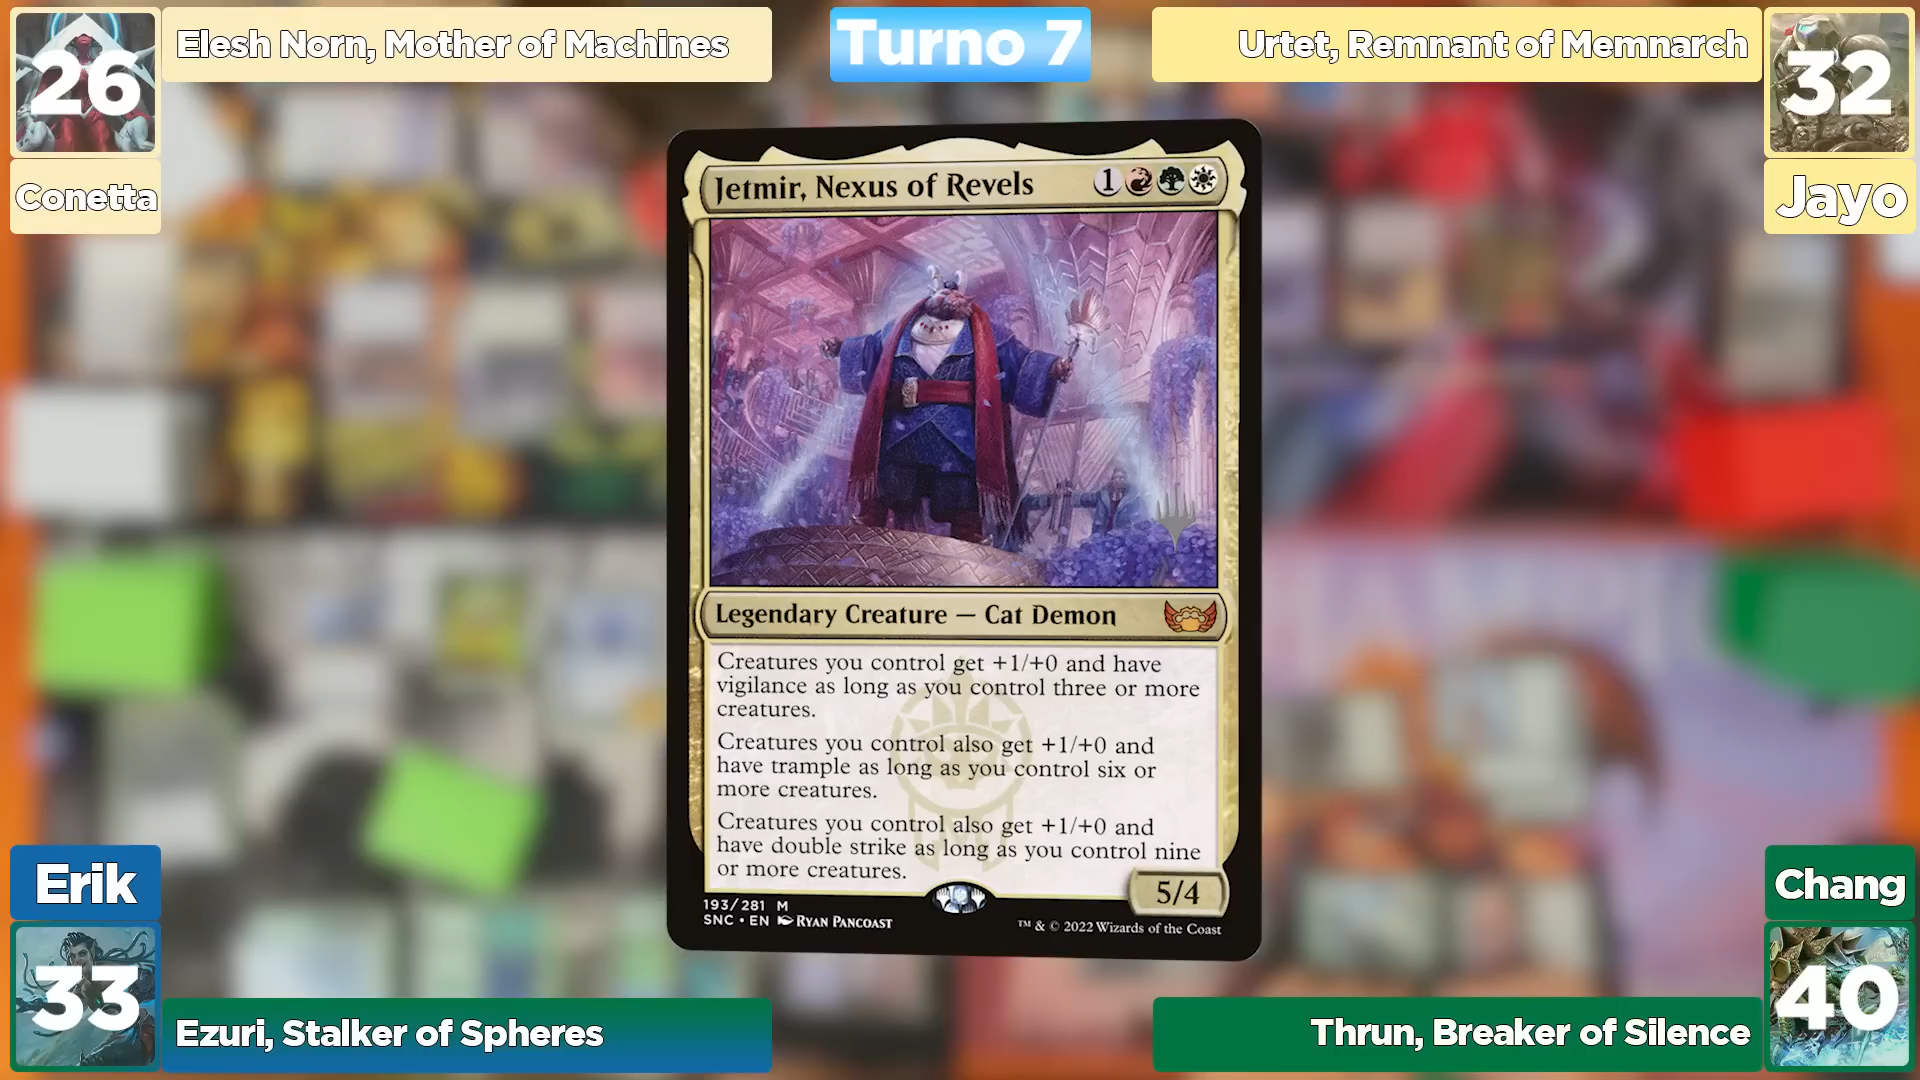 26
Elesh Norn, Mother of Machines
Turno 7
Urtet, Remnant of Memnarch
32
Conetta
Jayo
Jetmir, Nexus of Revels
1
Legendary Creature — Cat Demon
Creatures you control get +1/+0 and have
vigilance as long as you control three or more
creatures.
Creatures you control also get +1/+0 and
have trample as long as you control six or
more creatures.
Creatures you control also get +1/+0 and
have double strike as long as you control nine
or more creatures.
5/4
193/281 M
SNC • EN Ryan Pancoast
™ & © 2022 Wizards of the Coast
Erik
33
Ezuri, Stalker of Spheres
Chang
40
Thrun, Breaker of Silence